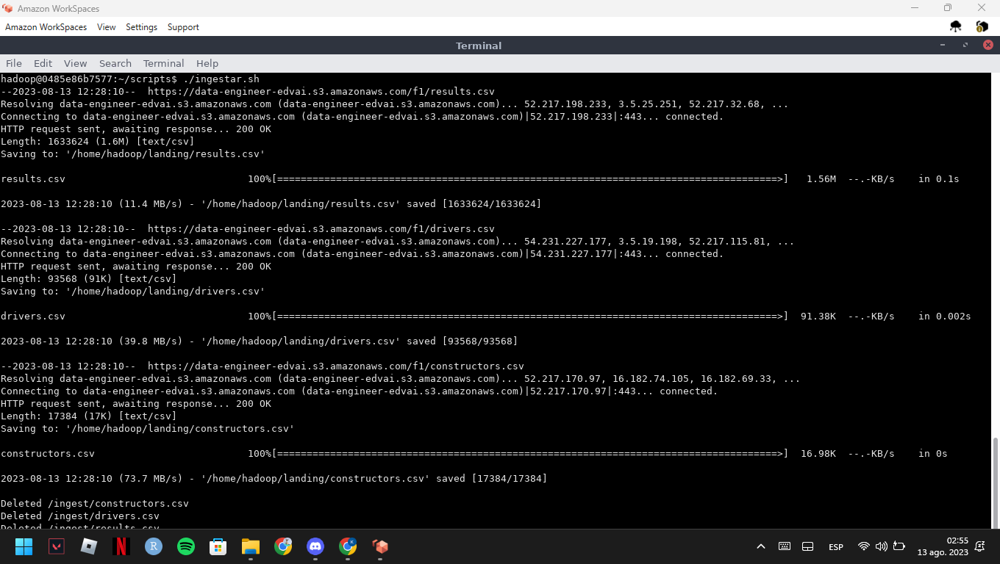 Amazon WorkSpaces
Amazon WorkSpaces View Settings Support
Terminal
File Edit View Search Terminal Help
hadoop@0485e86b7577:~/scripts$ ./ingestar.sh
--2023-08-13 12:28:10--  https://data-engineer-edvai.s3.amazonaws.com/f1/results.csv
Resolving data-engineer-edvai.s3.amazonaws.com (data-engineer-edvai.s3.amazonaws.com)... 52.217.198.233, 3.5.25.251, 52.217.32.68, ...
Connecting to data-engineer-edvai.s3.amazonaws.com (data-engineer-edvai.s3.amazonaws.com)|52.217.198.233|:443... connected.
HTTP request sent, awaiting response... 200 OK
Length: 1633624 (1.6M) [text/csv]
Saving to: '/home/hadoop/landing/results.csv'
results.csv 100%[=====================================================================================>] 1.56M --.-KB/s in 0.1s
2023-08-13 12:28:10 (11.4 MB/s) - '/home/hadoop/landing/results.csv' saved [1633624/1633624]
--2023-08-13 12:28:10--  https://data-engineer-edvai.s3.amazonaws.com/f1/drivers.csv
Resolving data-engineer-edvai.s3.amazonaws.com (data-engineer-edvai.s3.amazonaws.com)... 54.231.227.177, 3.5.19.198, 52.217.115.81, ...
Connecting to data-engineer-edvai.s3.amazonaws.com (data-engineer-edvai.s3.amazonaws.com)|54.231.227.177|:443... connected.
HTTP request sent, awaiting response... 200 OK
Length: 93568 (91K) [text/csv]
Saving to: '/home/hadoop/landing/drivers.csv'
drivers.csv 100%[=====================================================================================>] 91.38K --.-KB/s in 0.002s
2023-08-13 12:28:10 (39.8 MB/s) - '/home/hadoop/landing/drivers.csv' saved [93568/93568]
--2023-08-13 12:28:10--  https://data-engineer-edvai.s3.amazonaws.com/f1/constructors.csv
Resolving data-engineer-edvai.s3.amazonaws.com (data-engineer-edvai.s3.amazonaws.com)... 52.217.170.97, 16.182.74.105, 16.182.69.33, ...
Connecting to data-engineer-edvai.s3.amazonaws.com (data-engineer-edvai.s3.amazonaws.com)|52.217.170.97|:443... connected.
HTTP request sent, awaiting response... 200 OK
Length: 17384 (17K) [text/csv]
Saving to: '/home/hadoop/landing/constructors.csv'
constructors.csv 100%[=====================================================================================>] 16.98K --.-KB/s in 0s
2023-08-13 12:28:10 (73.7 MB/s) - '/home/hadoop/landing/constructors.csv' saved [17384/17384]
Deleted /ingest/constructors.csv
Deleted /ingest/drivers.csv
Deleted /ingest/results.csv
ESP
02:55
13 ago. 2023